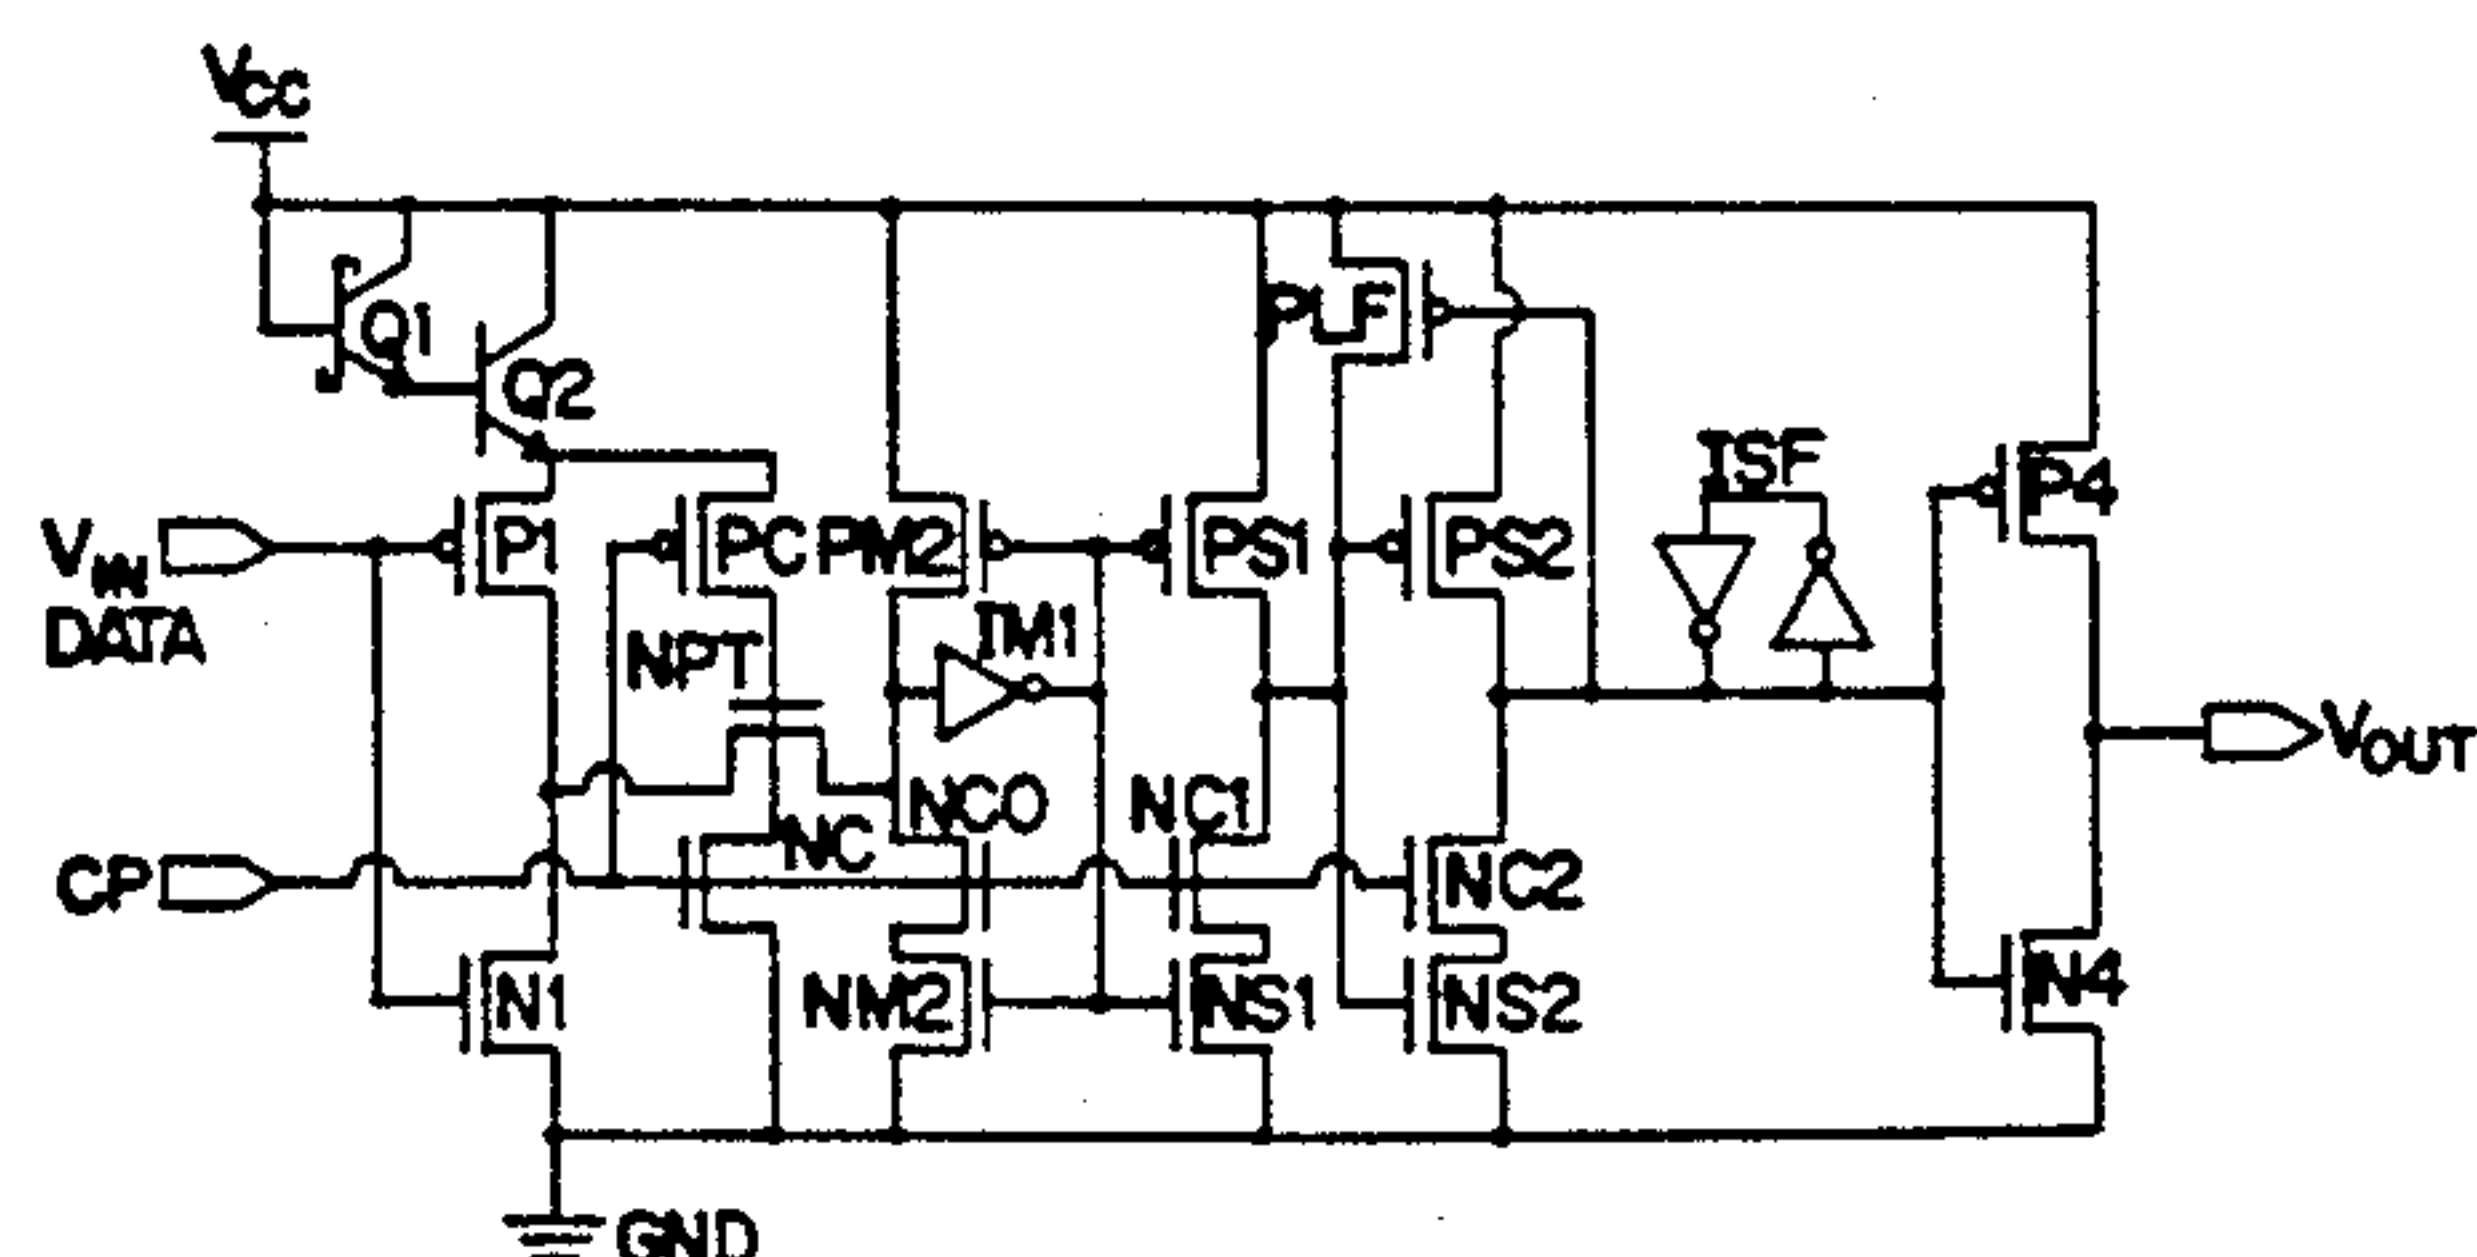 VCC
Q1
PLF
Q2
ISF
P4
VIN
DATA
P1
PC
PM2
PS1
PS2
NPT
IM1
VOUT
NC0
NC1
NC
CP
NC2
N1
NM2
NS1
NS2
N4
GND